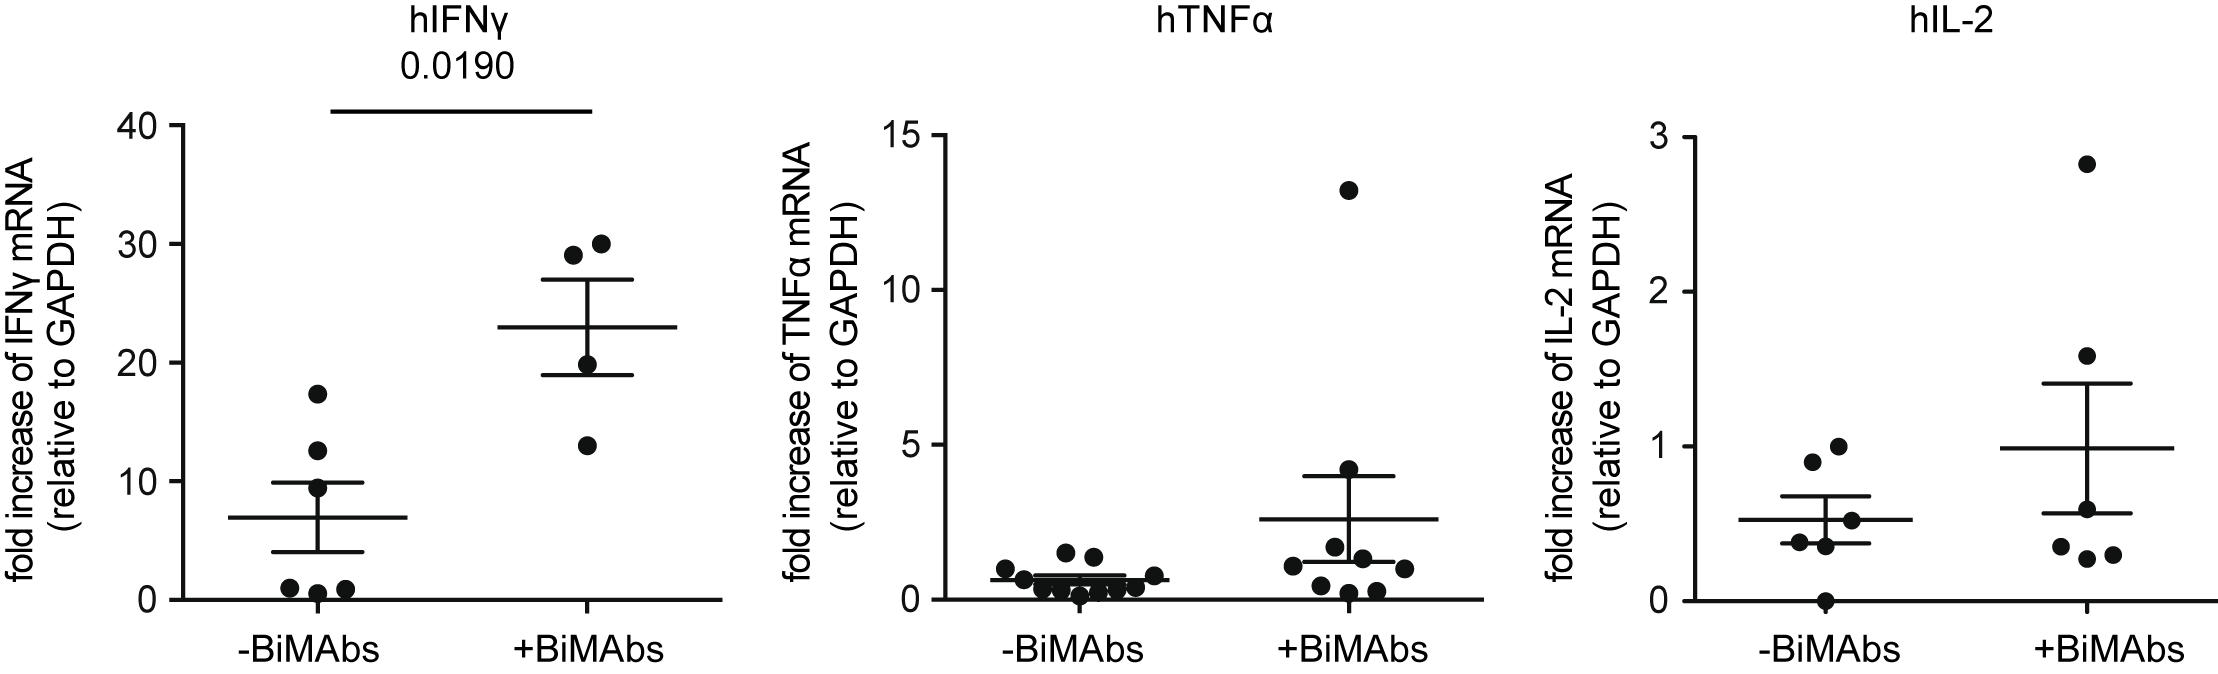 hIFNγ
0.0190
fold increase of IFNγ mRNA
(relative to GAPDH)
40
30
20
10
0
-BiMAbs
+BiMAbs
hTNFα
fold increase of TNFα mRNA
(relative to GAPDH)
15
10
5
0
-BiMAbs
+BiMAbs
hIL-2
fold increase of IL-2 mRNA
(relative to GAPDH)
3
2
1
0
-BiMAbs
+BiMAbs